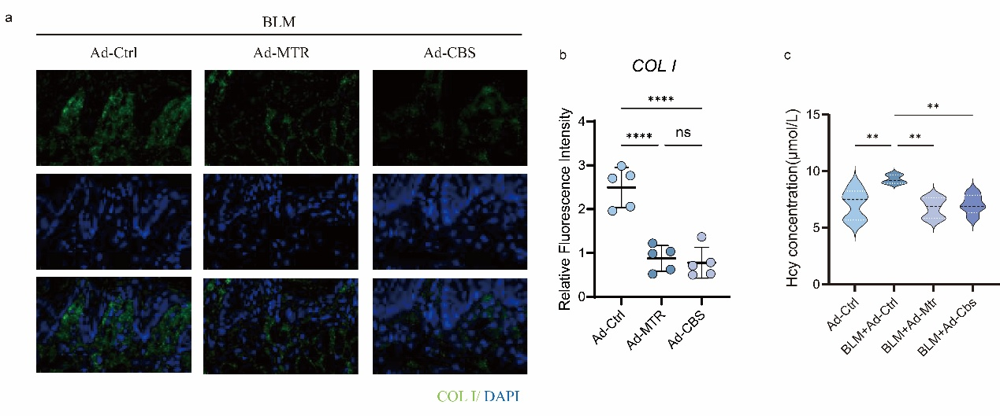 a
BLM
Ad-Ctrl Ad-MTR Ad-CBS
COL I/ DAPI
b
COL I
****
**** ns
Relative Fluorescence Intensity
4
3
2
1
0
Ad-Ctrl
Ad-MTR
Ad-CBS
c
**
** **
Hcy concentration(μmol/L)
15
10
5
0
Ad-Ctrl
BLM+Ad-Ctrl
BLM+Ad-Mtr
BLM+Ad-Cbs